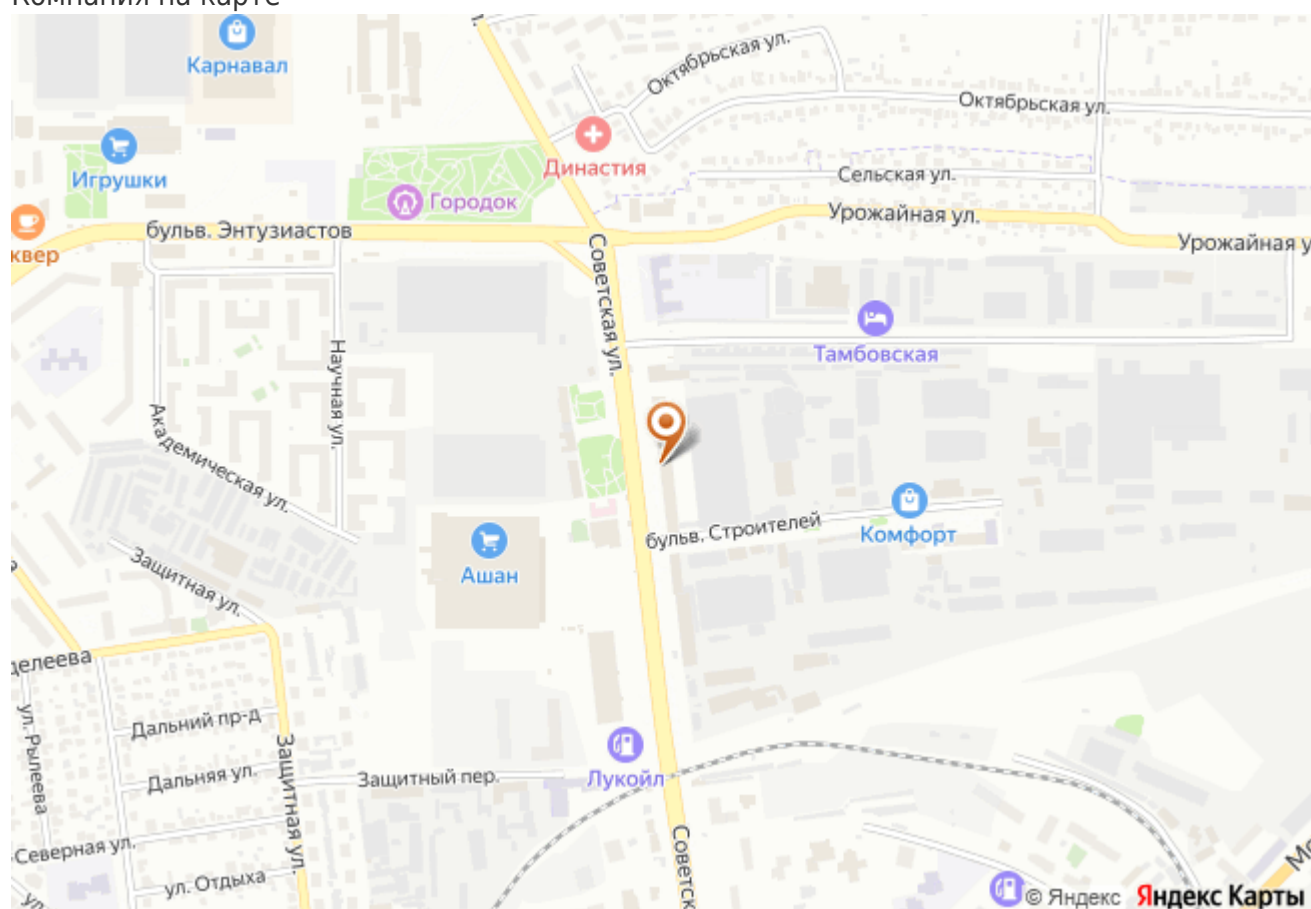 Компания на карте
Карнавал
Октябрьская ул.
Октябрьская ул.
Династия
Игрушки
Сельская ул.
Городок
Урожайная ул.
бульв. Энтузиастов
квер
Урожайная у
Советская ул.
Тамбовская
Научная ул.
Академическая ул.
бульв. Строителей
Комфорт
Ашан
Защитная ул.
делеева
ул. Рылеева
Дальний пр-д
Защитная ул.
Дальняя ул.
Защитный пер.
Лукойл
Северная ул.
Советск
ул. Отдыха
Мо
© Яндекс Яндекс Карты